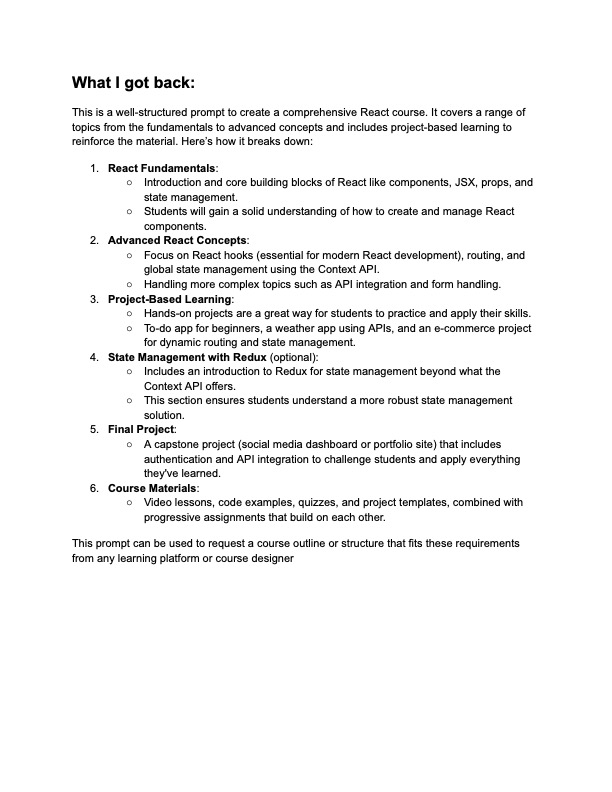 What I got back:
This is a well-structured prompt to create a comprehensive React course. It covers a range of
topics from the fundamentals to advanced concepts and includes project-based learning to
reinforce the material. Here's how it breaks down:
1. React Fundamentals:
○ Introduction and core building blocks of React like components, JSX, props, and
state management.
○ Students will gain a solid understanding of how to create and manage React
components.
2. Advanced React Concepts:
○ Focus on React hooks (essential for modern React development), routing, and
global state management using the Context API.
○ Handling more complex topics such as API integration and form handling.
3. Project-Based Learning:
○ Hands-on projects are a great way for students to practice and apply their skills.
○ To-do app for beginners, a weather app using APIs, and an e-commerce project
for dynamic routing and state management.
4. State Management with Redux (optional):
○ Includes an introduction to Redux for state management beyond what the
Context API offers.
○ This section ensures students understand a more robust state management
solution.
5. Final Project:
○ A capstone project (social media dashboard or portfolio site) that includes
authentication and API integration to challenge students and apply everything
they've learned.
6. Course Materials:
○ Video lessons, code examples, quizzes, and project templates, combined with
progressive assignments that build on each other.
This prompt can be used to request a course outline or structure that fits these requirements
from any learning platform or course designer